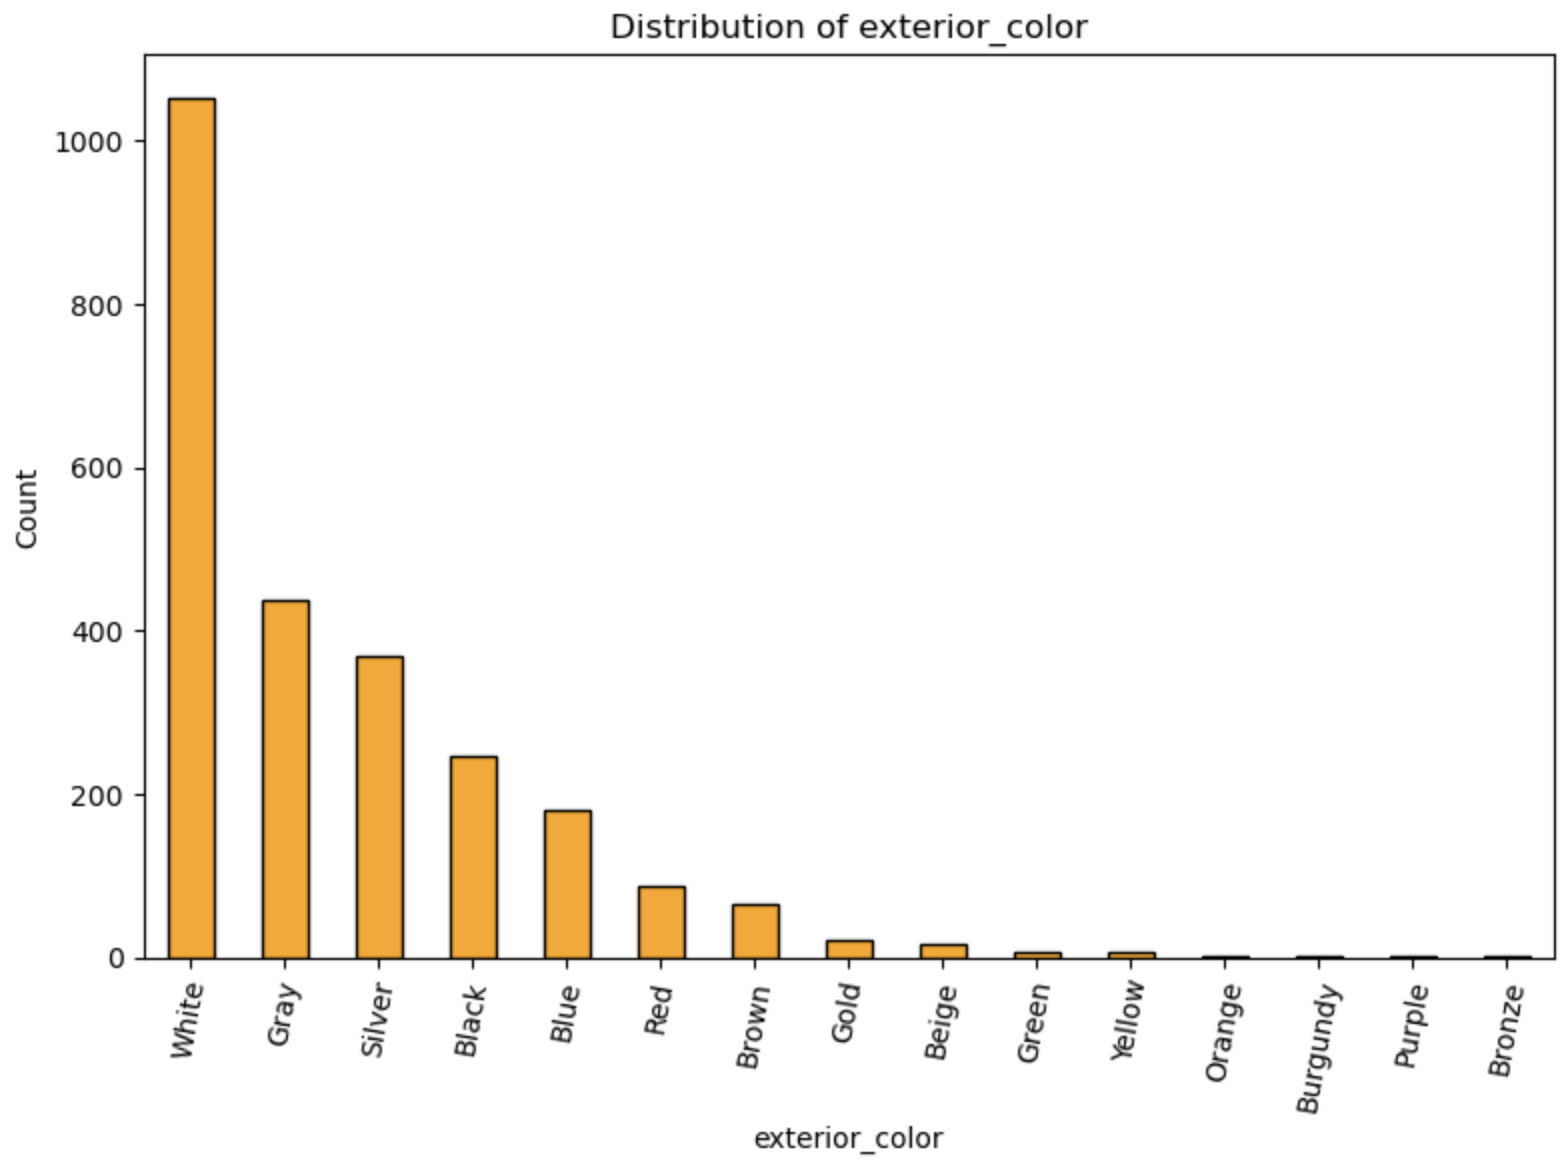 Distribution of exterior_color
Count
1000
800
600
400
200
0
White
Gray
Silver
Black
Blue
Red
Brown
Gold
Beige
Green
Yellow
Orange
Burgundy
Purple
Bronze
exterior_color